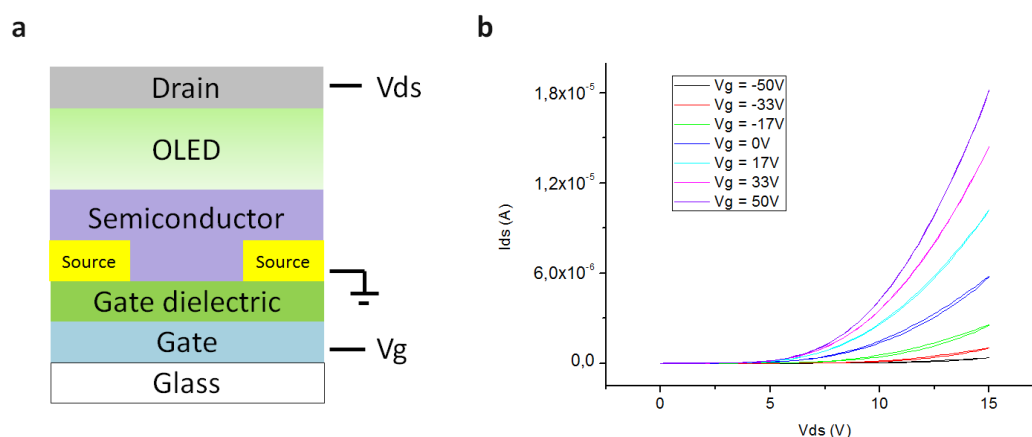 a
Drain
Vds
OLED
Semiconductor
Source
Source
Gate dielectric
Gate
Vg
Glass
b
Ids (A)
1,8x10⁻⁵
1,2x10⁻⁵
6,0x10⁻⁶
0,0
Vg = -50V
Vg = -33V
Vg = -17V
Vg = 0V
Vg = 17V
Vg = 33V
Vg = 50V
0
5
10
15
Vds (V)